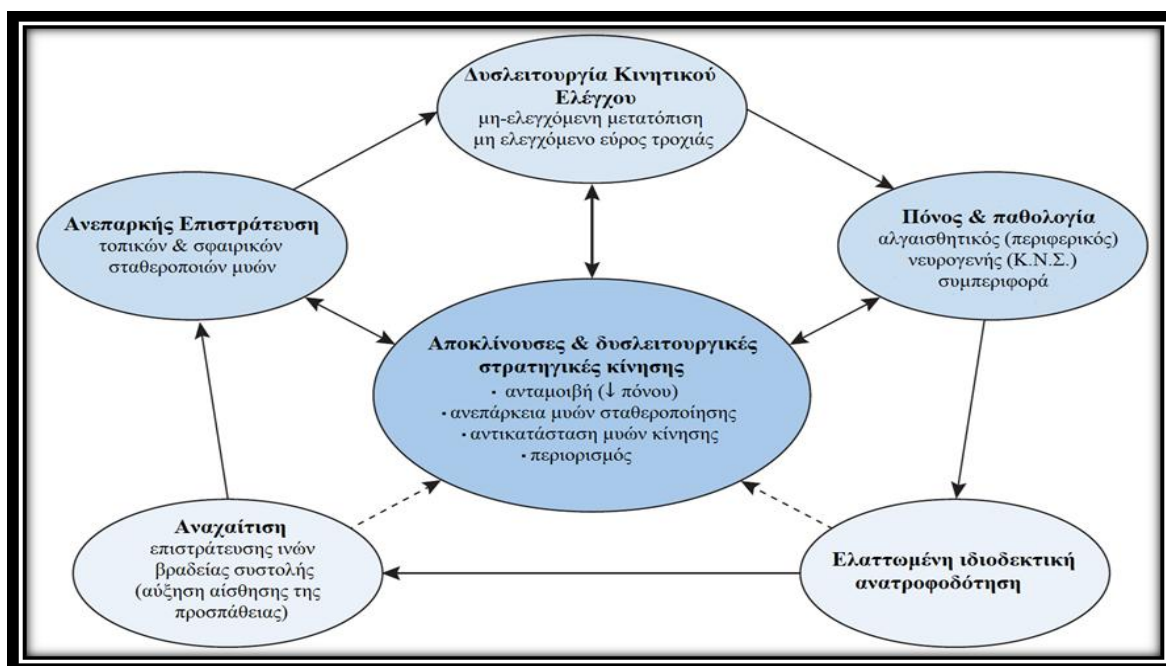 Δυσλειτουργία Κινητικού
Ελέγχου
μη-ελεγχόμενη μετατόπιση
μη ελεγχόμενο εύρος τροχιάς
Ανεπαρκής Επιστράτευση
τοπικών & σφαιρικών
σταθεροποιών μυών
Πόνος & παθολογία
αλγαισθητικός (περιφερικός)
νευρογενής (Κ.Ν.Σ.)
συμπεριφορά
Αποκλίνουσες & δυσλειτουργικές
στρατηγικές κίνησης
· ανταμοιβή (↓ πόνου)
· ανεπάρκεια μυών σταθεροποίησης
· αντικατάσταση μυών κίνησης
· περιορισμός
Αναχαίτιση
επιστράτευσης ινών
βραδείας συστολής
(αύξηση αίσθησης της
προσπάθειας)
Ελαττωμένη ιδιοδεκτική
ανατροφοδότηση